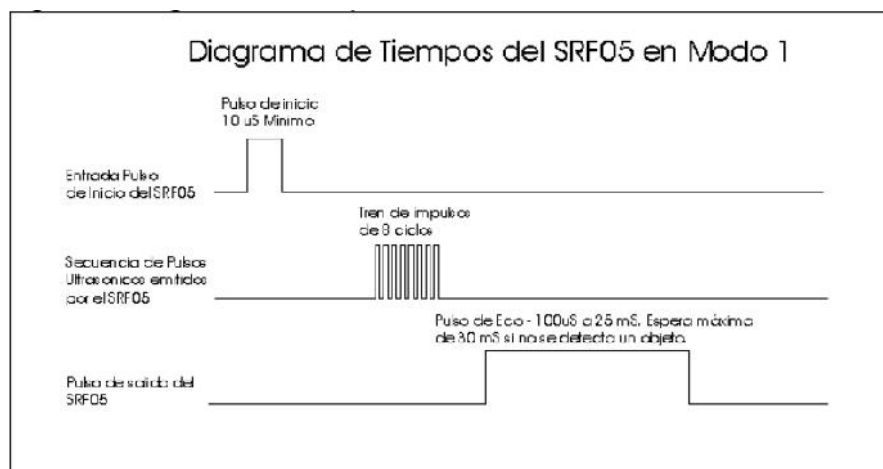 Diagrama de Tiempos del SRF05 en Modo 1
Pulso de inicio
10 uS Minimo
Entrada Pulso
de Inicio del SRF05
Tren de impulsos
de 8 ciclos
Secuencia de Pulsos
Ultrasonicos emitidos
por el SRF05
Pulso de Eco - 100uS a 25 mS. Espera máxima
de 30 mS si no se detecta un objeto.
Pulso de salida del
SRF05